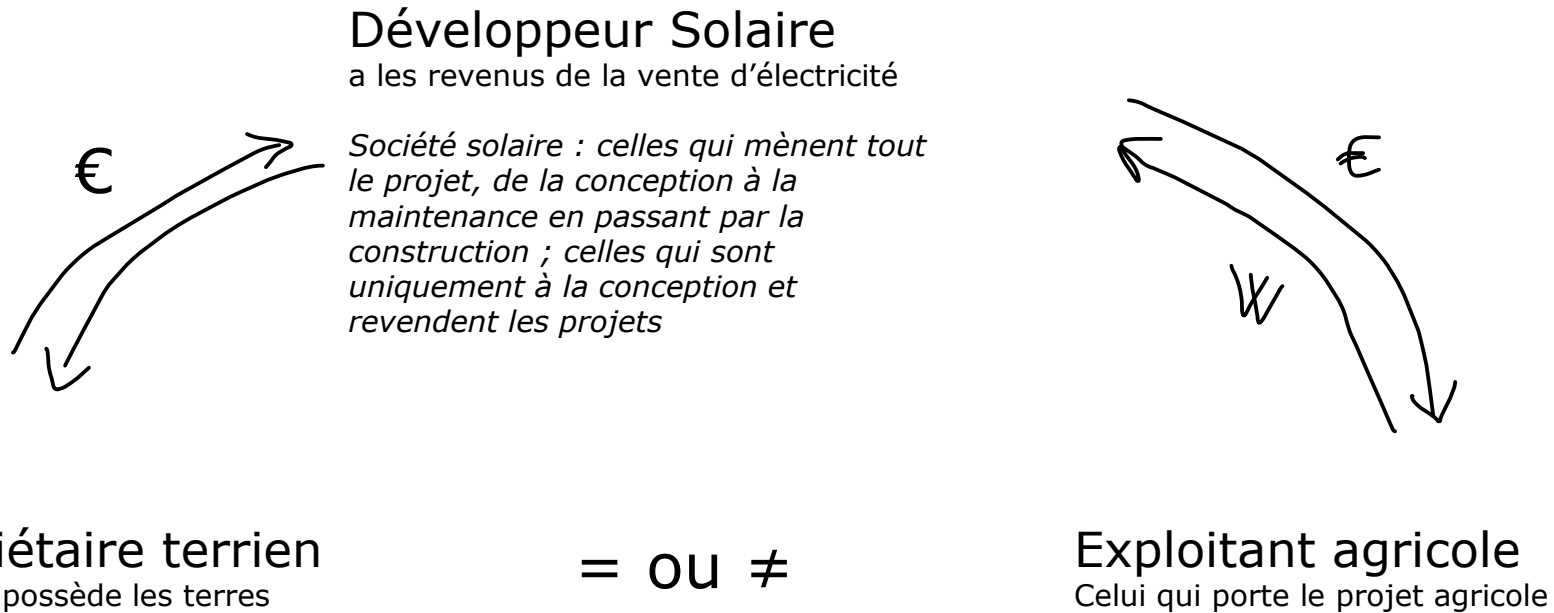 Développeur Solaire
a les revenus de la vente d’électricité
€
Société solaire : celles qui mènent tout
le projet, de la conception à la
maintenance en passant par la
construction ; celles qui sont
uniquement à la conception et
revendent les projets
€
W
iétaire terrien
possède les terres
= ou ≠
Exploitant agricole
Celui qui porte le projet agricole